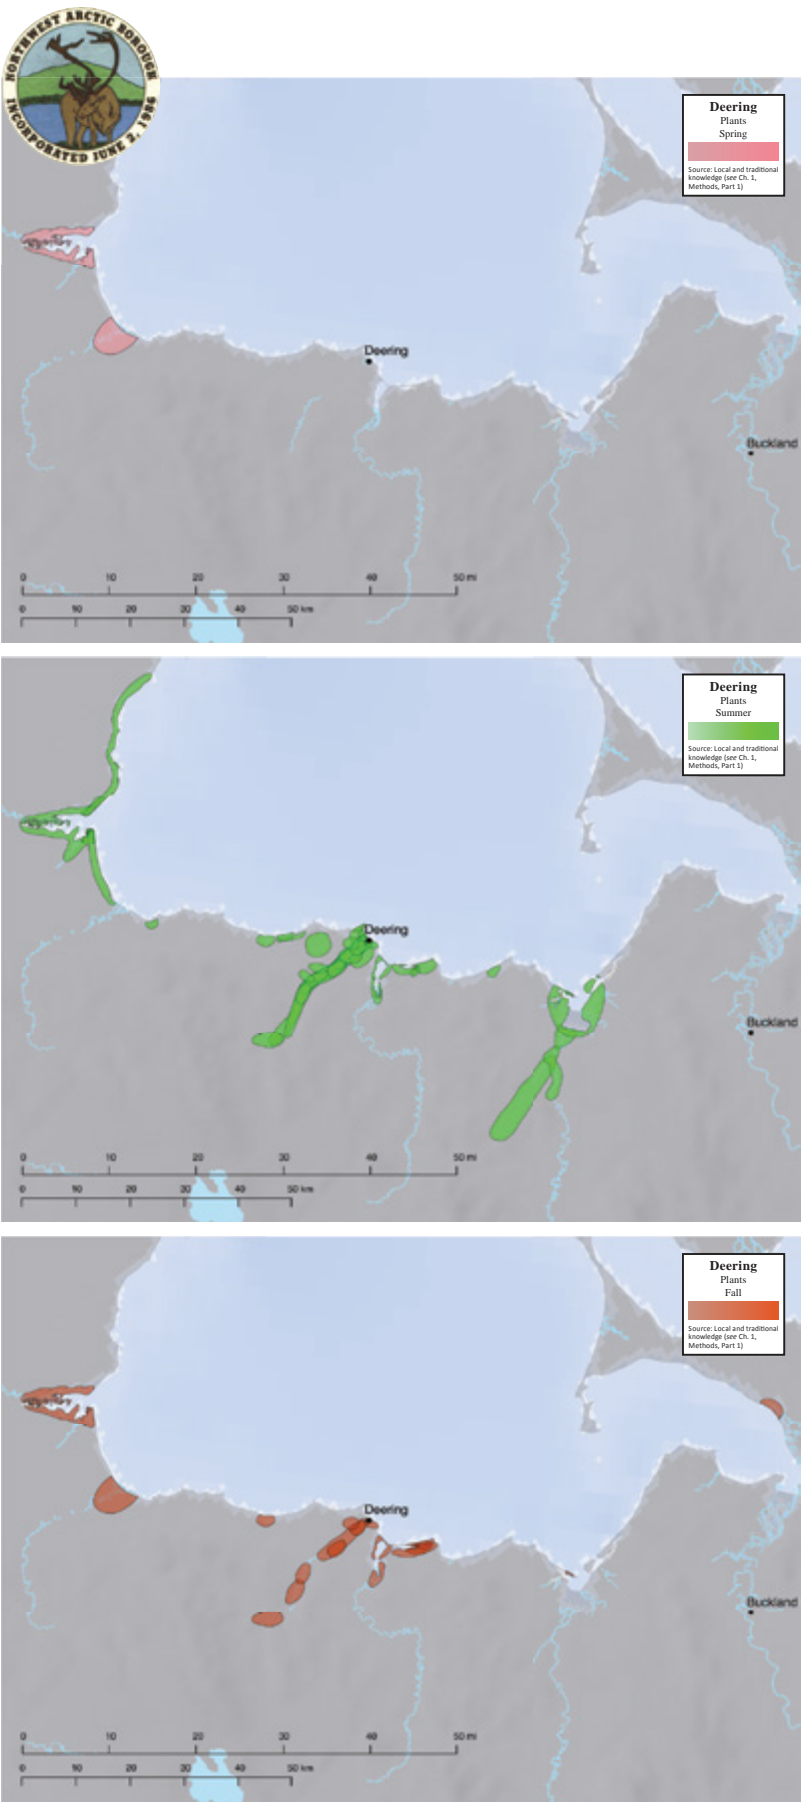 NORTHWEST ARCTIC BOROUGH
INCORPORATED JUNE 2, 1986
Deering
Plants
Spring
Source: Local and traditional
knowledge (see Ch. 1,
Methods, Part 1)
Deering
Buckland
0 10 20 30 40 50 mi
0 10 20 30 40 50 km
Deering
Plants
Summer
Source: Local and traditional
knowledge (see Ch. 1,
Methods, Part 1)
Deering
Buckland
0 10 20 30 40 50 mi
0 10 20 30 40 50 km
Deering
Plants
Fall
Source: Local and traditional
knowledge (see Ch. 1,
Methods, Part 1)
Deering
Buckland
0 10 20 30 40 50 mi
0 10 20 30 40 50 km